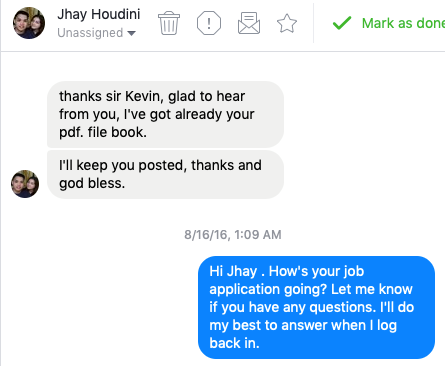 Jhay Houdini
Unassigned
Mark as done
thanks sir Kevin, glad to hear
from you, I've got already your
pdf. file book.
I'll keep you posted, thanks and
god bless.
8/16/16, 1:09 AM
Hi Jhay . How's your job
application going? Let me know
if you have any questions. I'll do
my best to answer when I log
back in.